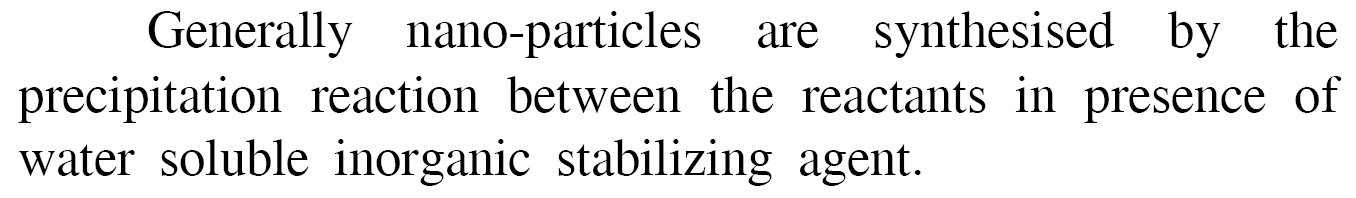 Generally nano-particles are synthesised by the
precipitation reaction between the reactants in presence of
water soluble inorganic stabilizing agent.